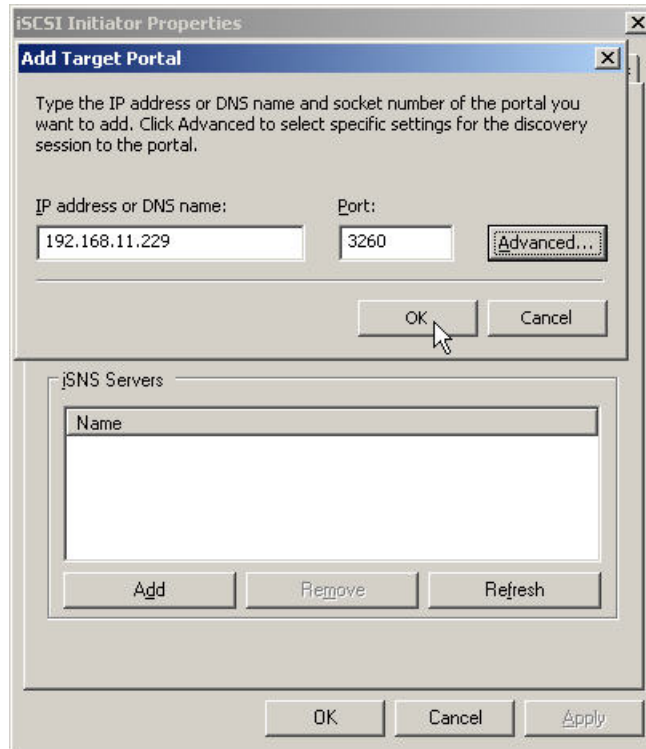 iSCSI Initiator Properties
Add Target Portal
Type the IP address or DNS name and socket number of the portal you
want to add. Click Advanced to select specific settings for the discovery
session to the portal.
IP address or DNS name:
Port:
192.168.11.229
3260
Advanced...
OK
Cancel
iSNS Servers
Name
Add
Remove
Refresh
OK
Cancel
Apply